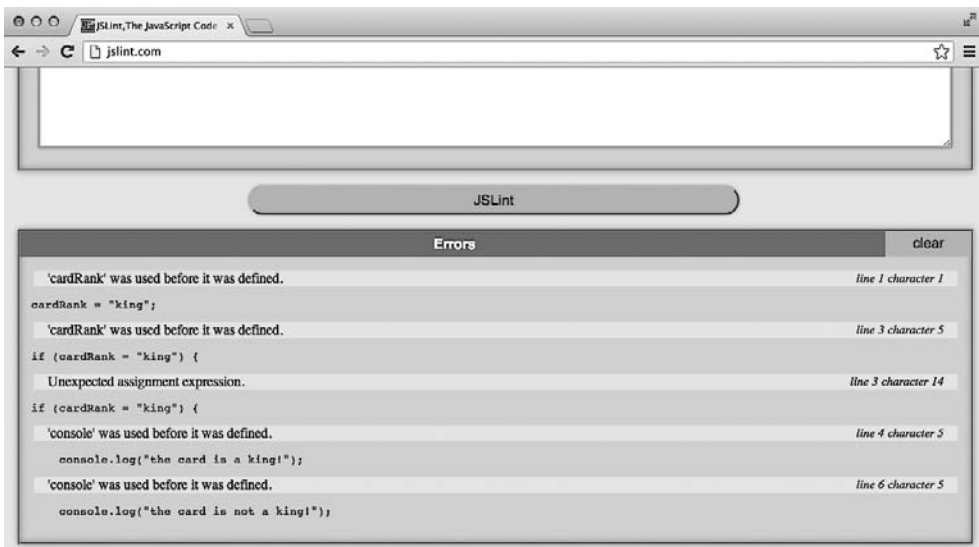 JSLint,The JavaScript Code
jslint.com
JSLint
Errors
clear
'cardRank' was used before it was defined.
line 1 character 1
cardRank = "king";
'cardRank' was used before it was defined.
line 3 character 5
if (cardRank = "king") {
Unexpected assignment expression.
line 3 character 14
if (cardRank = "king") {
'console' was used before it was defined.
line 4 character 5
console.log("the card is a king!");
'console' was used before it was defined.
line 6 character 5
console.log("the card is not a king!");